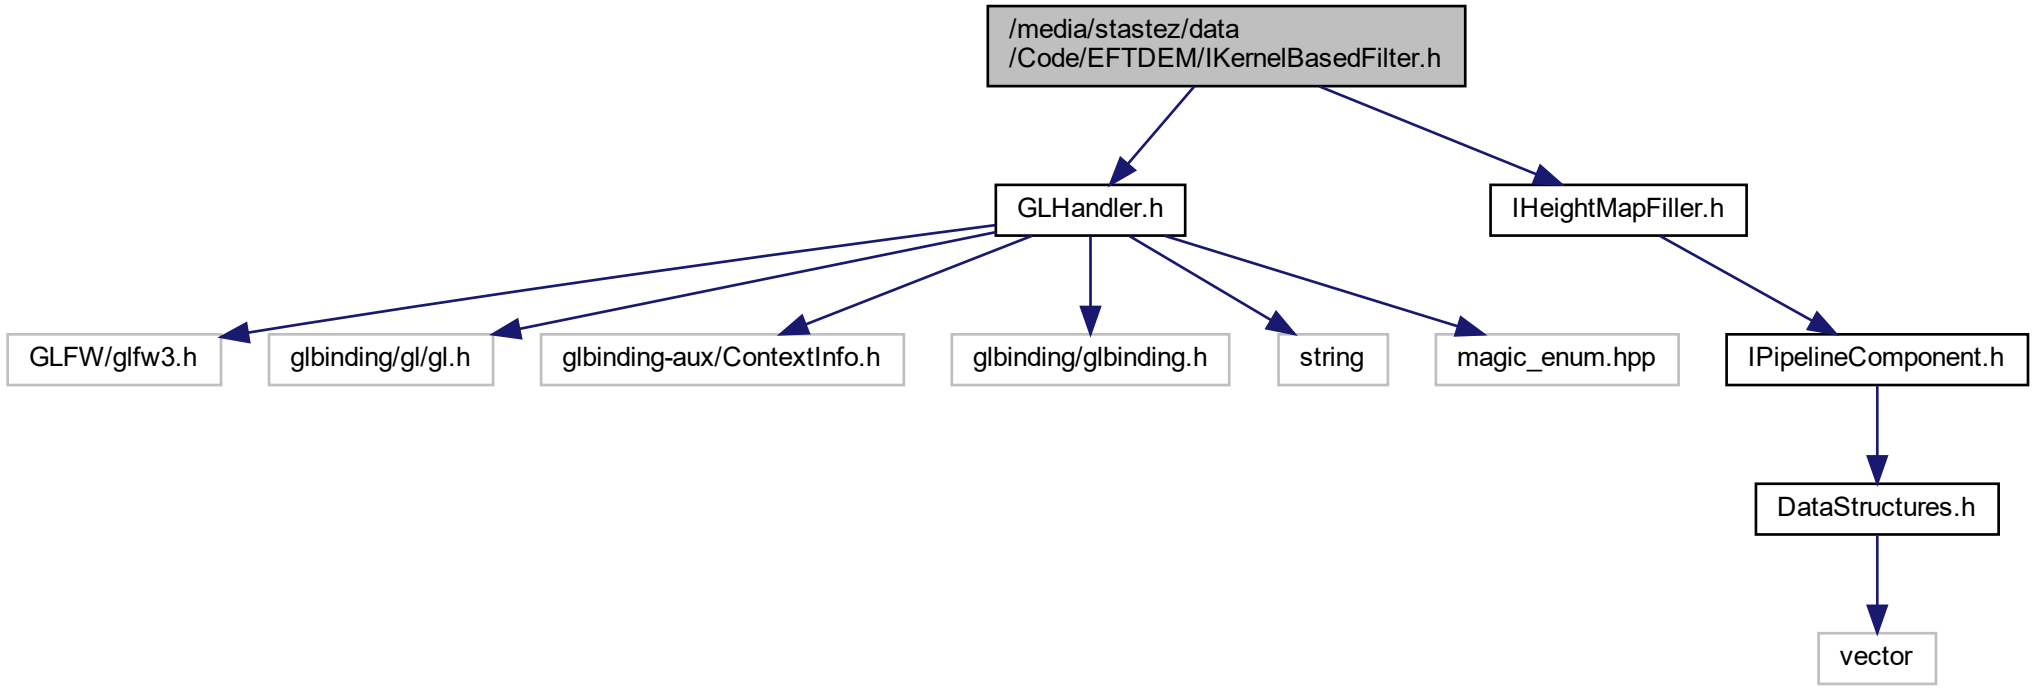 /media/stastez/data
/Code/EFTDEM/IKernelBasedFilter.h
GLHandler.h
IHeightMapFiller.h
GLFW/glfw3.h
glbinding/gl/gl.h
glbinding-aux/ContextInfo.h
glbinding/glbinding.h
string
magic_enum.hpp
IPipelineComponent.h
DataStructures.h
vector